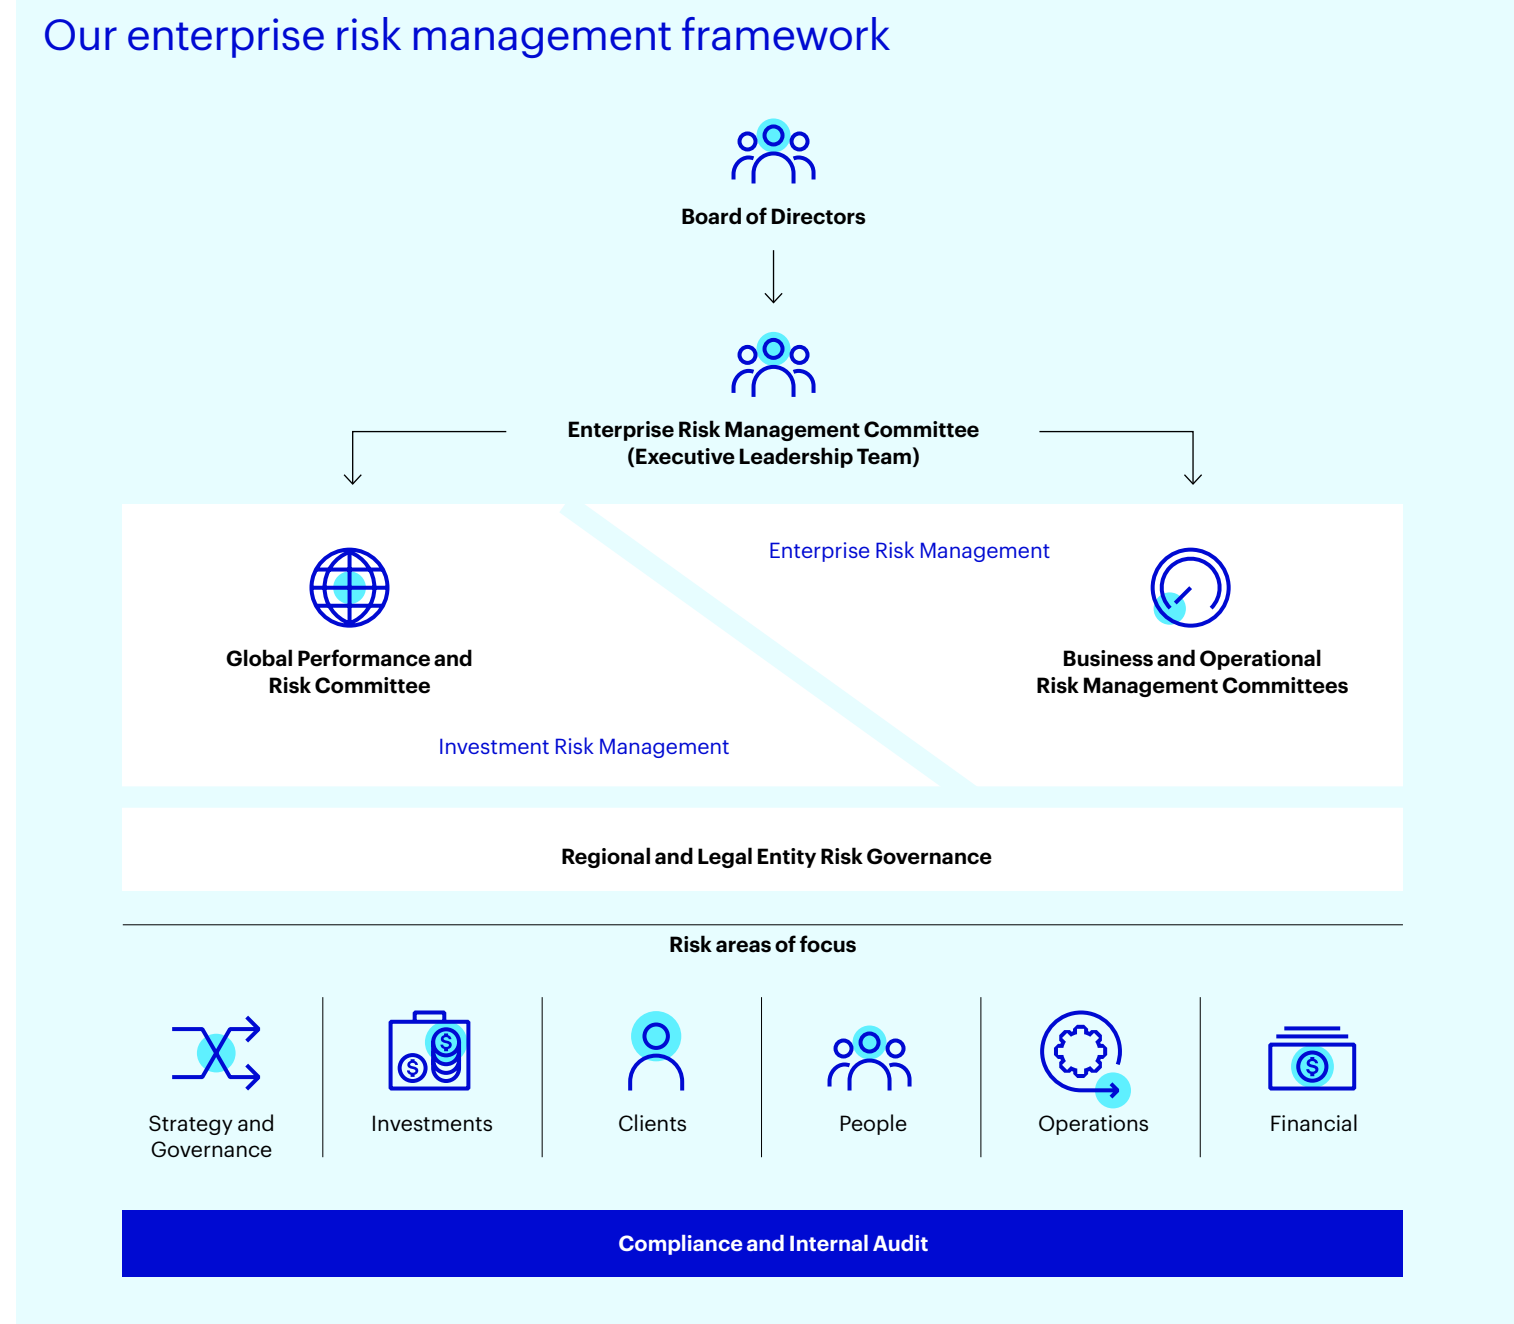 Our enterprise risk management framework
Board of Directors
Enterprise Risk Management Committee
(Executive Leadership Team)
Enterprise Risk Management
Global Performance and
Risk Committee
Business and Operational
Risk Management Committees
Investment Risk Management
Regional and Legal Entity Risk Governance
Risk areas of focus
Strategy and
Governance
Investments
Clients
People
Operations
Financial
Compliance and Internal Audit